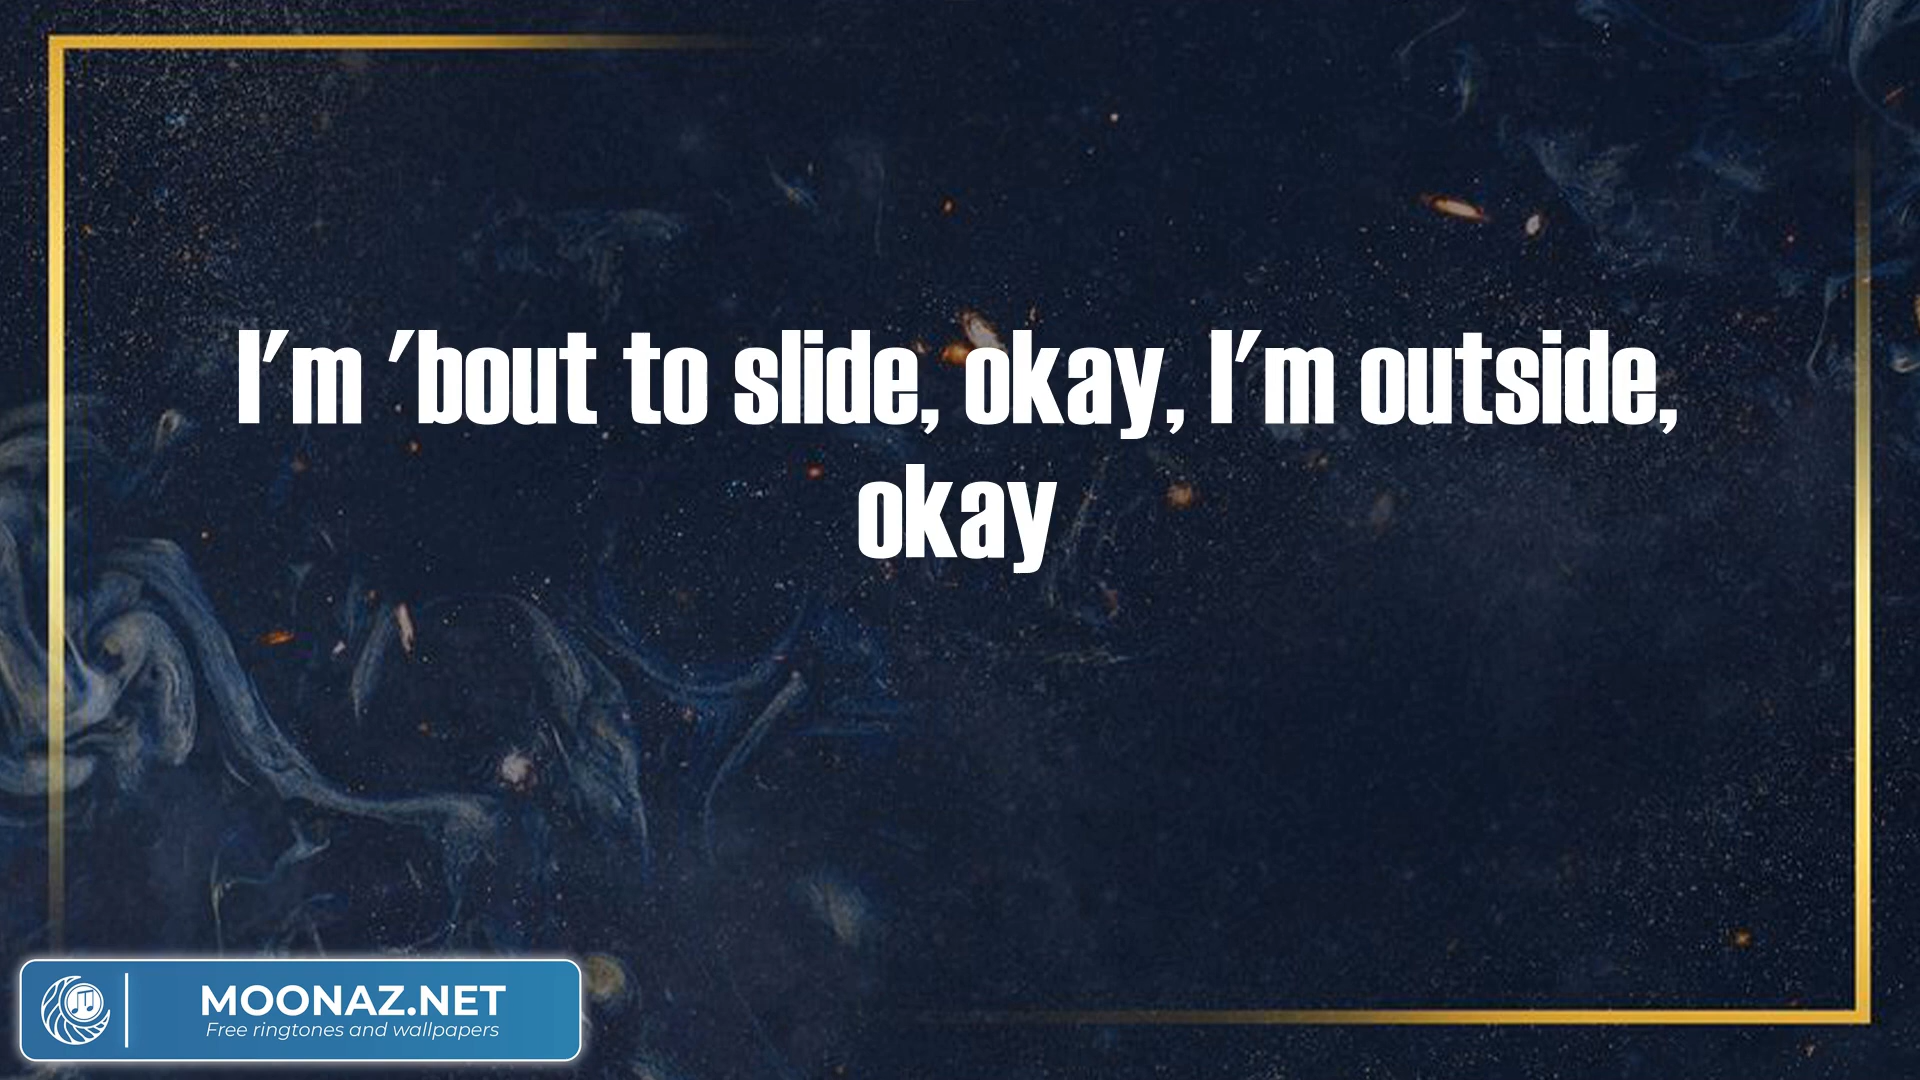 I'm 'bout to slide, okay, I'm outside,
okay
MOONAZ.NET
Free ringtones and wallpapers